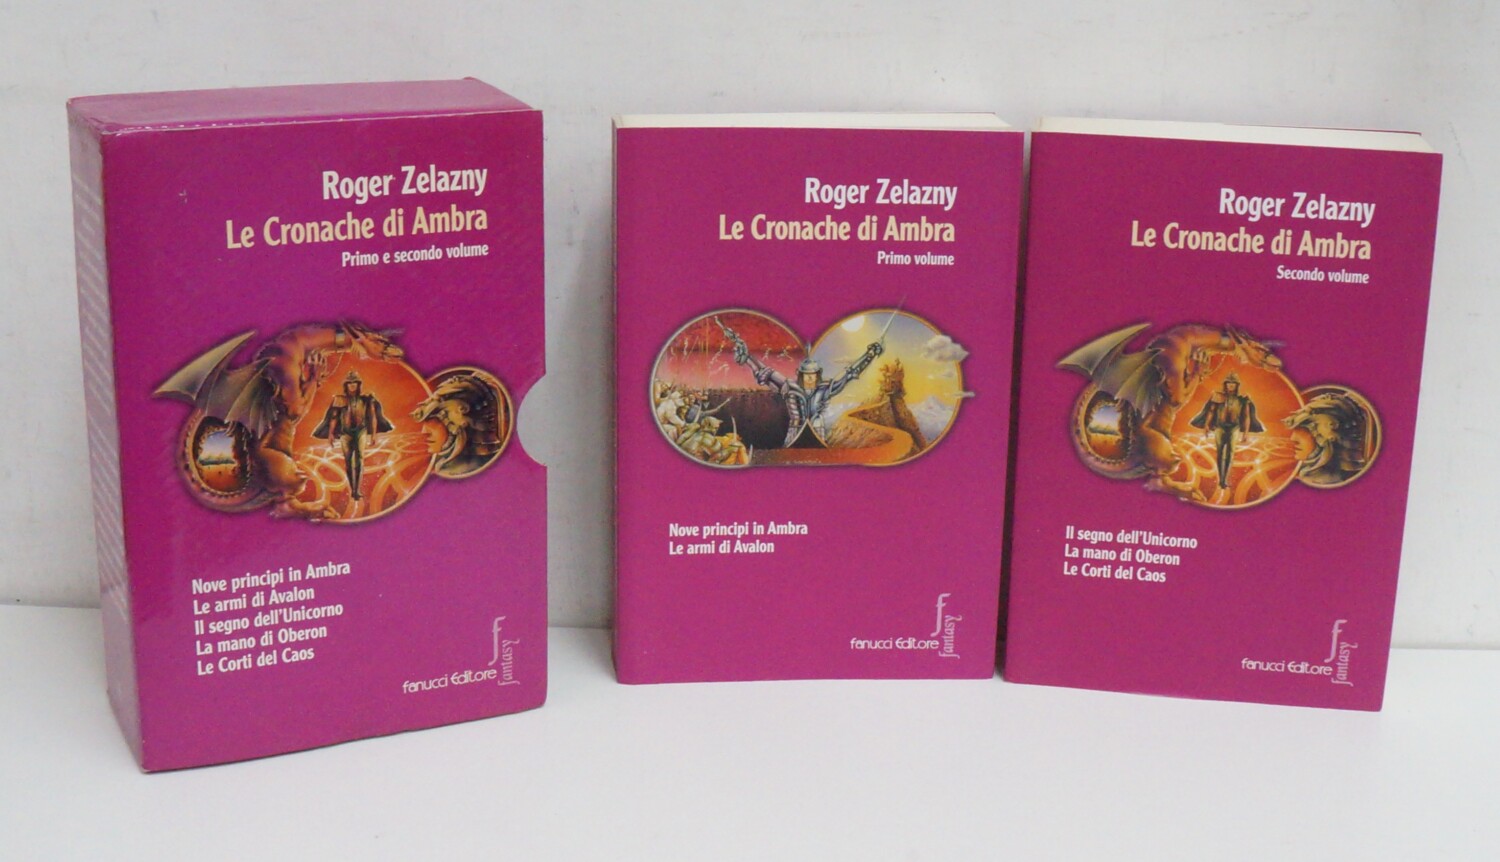 Roger Zelazny
Le Cronache di Ambra
Primo e secondo volume
Nove principi in Ambra
Le armi di Avalon
Il segno dell'Unicorno
La mano di Oberon
Le Corti del Caos
fanucci Editore
fantasy
Roger Zelazny
Le Cronache di Ambra
Primo volume
Nove principi in Ambra
Le armi di Avalon
fanucci Editore
fantasy
Roger Zelazny
Le Cronache di Ambra
Secondo volume
Il segno dell'Unicorno
La mano di Oberon
Le Corti del Caos
fanucci Editore
fantasy